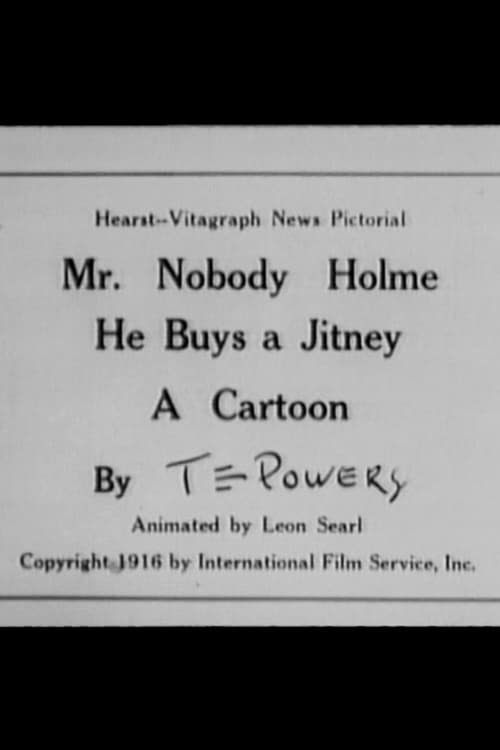 Hearst--Vitagraph News Pictorial
Mr. Nobody Holme
He Buys a Jitney
A Cartoon
By T E POWERS
Animated by Leon Searl
Copyright 1916 by International Film Service, Inc.